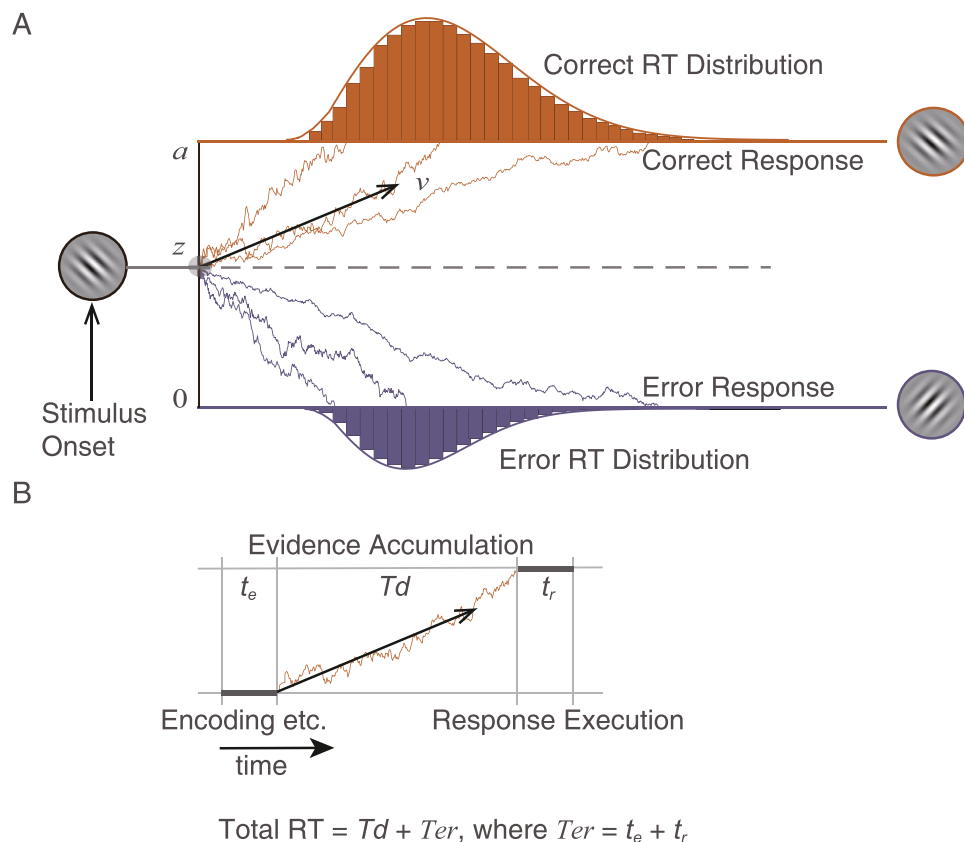 A
Correct RT Distribution
a
Correct Response
v
z
0
Error Response
Stimulus
Onset
Error RT Distribution
B
Evidence Accumulation
tₑ
Td
tᵣ
Encoding etc.
Response Execution
time
Total RT = Td + Ter, where Ter = tₑ + tᵣ